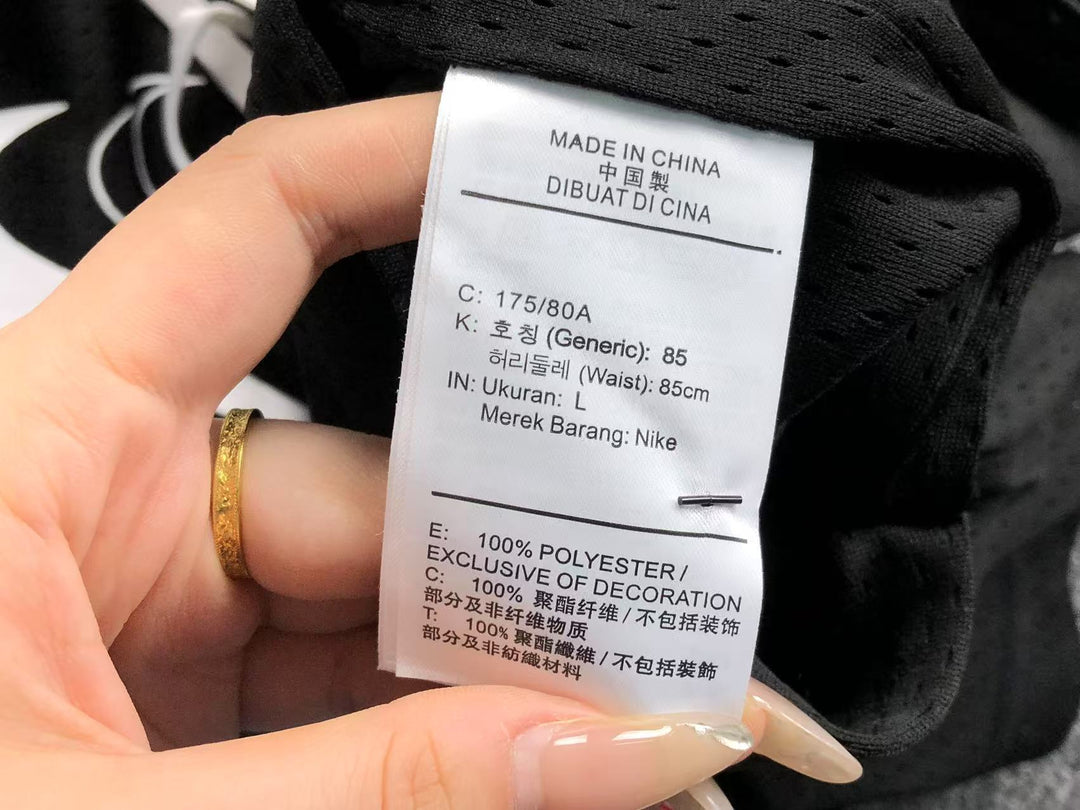 MADE IN CHINA
中国製
DIBUAT DI CINA
C: 175/80A
K: 호칭 (Generic): 85
허리둘레 (Waist): 85cm
IN: Ukuran: L
Merek Barang: Nike
E: 100% POLYESTER /
EXCLUSIVE OF DECORATION
C: 100% 聚酯纤维 / 不包括装饰
部分及非纤维物质
T: 100% 聚酯纖維 / 不包括裝飾
部分及非紡織材料